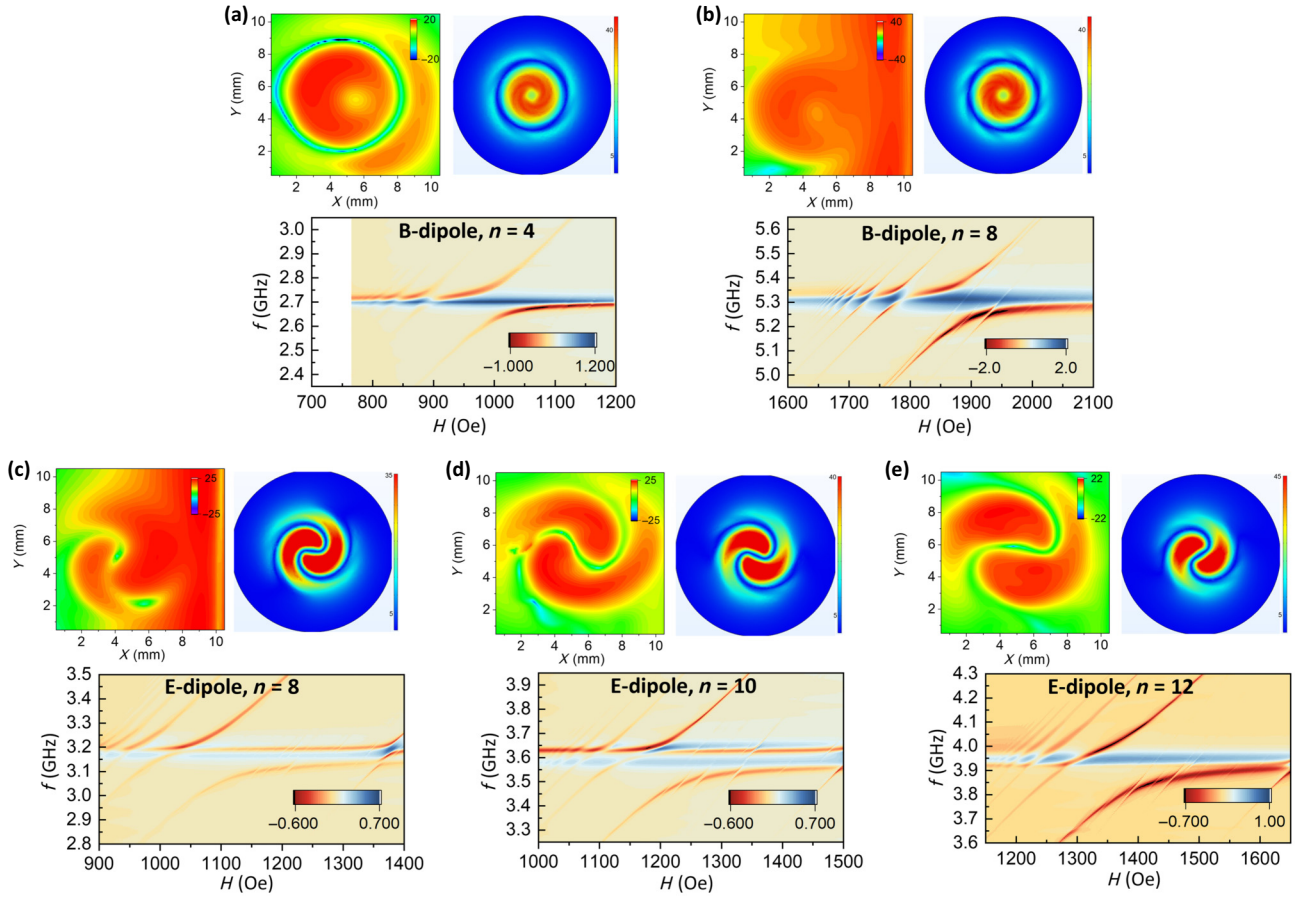 (a)
Y (mm)
10
8
6
4
2
2 4 6 8 10
X (mm)
20
−20
(b)
Y (mm)
10
8
6
4
2
2 4 6 8 10
X (mm)
40
−40
40
5
B-dipole, n = 4
f (GHz)
3.0
2.9
2.8
2.7
2.6
2.5
2.4
−1.000 1.200
700 800 900 1000 1100 1200
H (Oe)
B-dipole, n = 8
f (GHz)
5.6
5.5
5.4
5.3
5.2
5.1
5.0
−2.0 2.0
1600 1700 1800 1900 2000 2100
H (Oe)
(c)
Y (mm)
10
8
6
4
2
2 4 6 8 10
X (mm)
25
−25
35
5
(d)
Y (mm)
10
8
6
4
2
2 4 6 8 10
X (mm)
25
−25
40
5
(e)
Y (mm)
10
8
6
4
2
2 4 6 8 10
X (mm)
22
−22
45
5
E-dipole, n = 8
f (GHz)
3.5
3.4
3.3
3.2
3.1
3.0
2.9
2.8
−0.600 0.700
900 1000 1100 1200 1300 1400
H (Oe)
E-dipole, n = 10
f (GHz)
3.9
3.8
3.7
3.6
3.5
3.4
3.3
−0.600 0.700
1000 1100 1200 1300 1400 1500
H (Oe)
E-dipole, n = 12
f (GHz)
4.3
4.2
4.1
4.0
3.9
3.8
3.7
3.6
−0.700 1.00
1200 1300 1400 1500 1600
H (Oe)